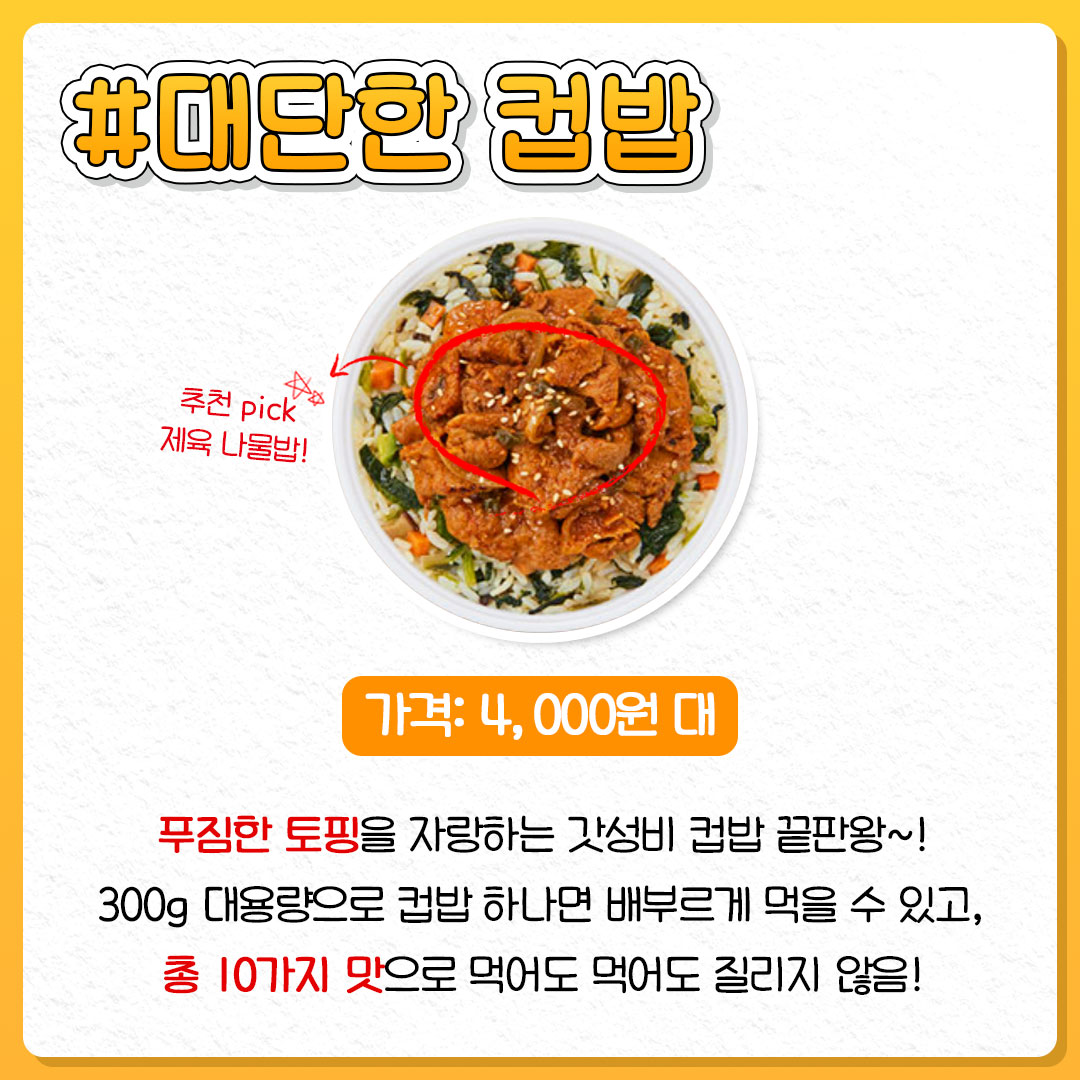 #대단한 컵밥
추천 pick
제육 나물밥!
가격: 4,000원 대
푸짐한 토핑을 자랑하는 갓성비 컵밥 끝판왕~!
300g 대용량으로 컵밥 하나면 배부르게 먹을 수 있고,
총 10가지 맛으로 먹어도 먹어도 질리지 않음!